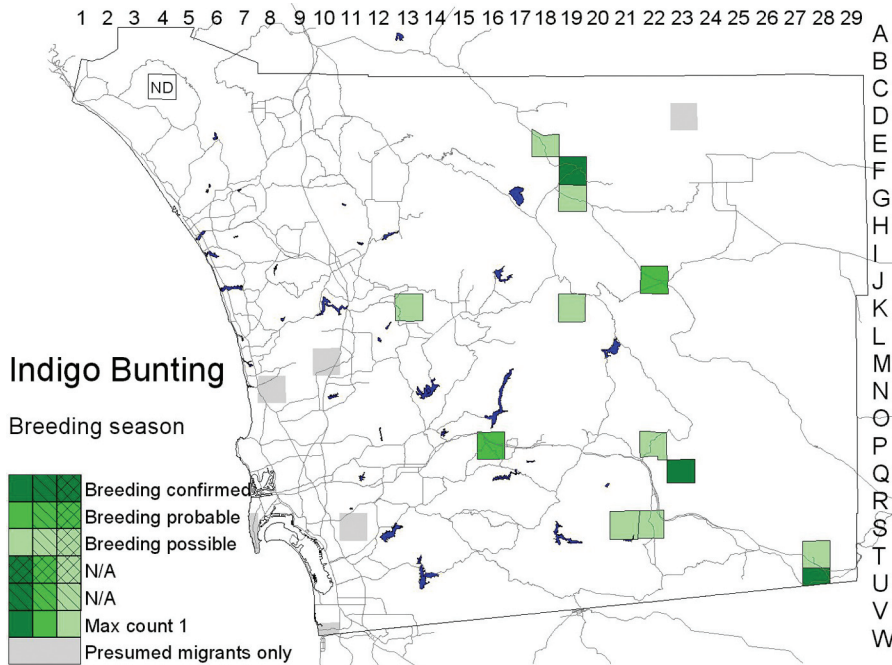 1 2 3 4 5 6 7 8 9 10 11 12 13 14 15 16 17 18 19 20 21 22 23 24 25 26 27 28 29
A
B
C
D
E
F
G
H
I
J
K
L
M
N
O
P
Q
R
S
T
U
V
W
ND
Indigo Bunting
Breeding season
Breeding confirmed
Breeding probable
Breeding possible
N/A
N/A
Max count 1
Presumed migrants only